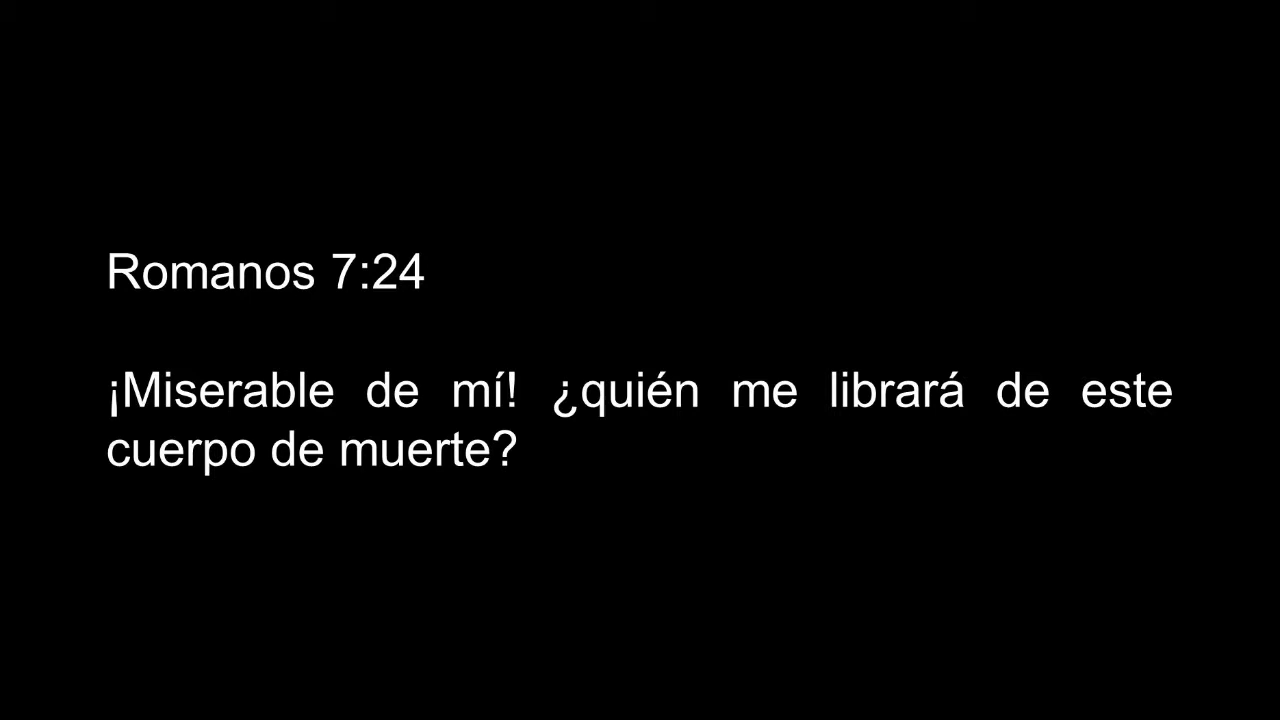 Romanos 7:24
¡Miserable de mí! ¿quién me librará de este
cuerpo de muerte?